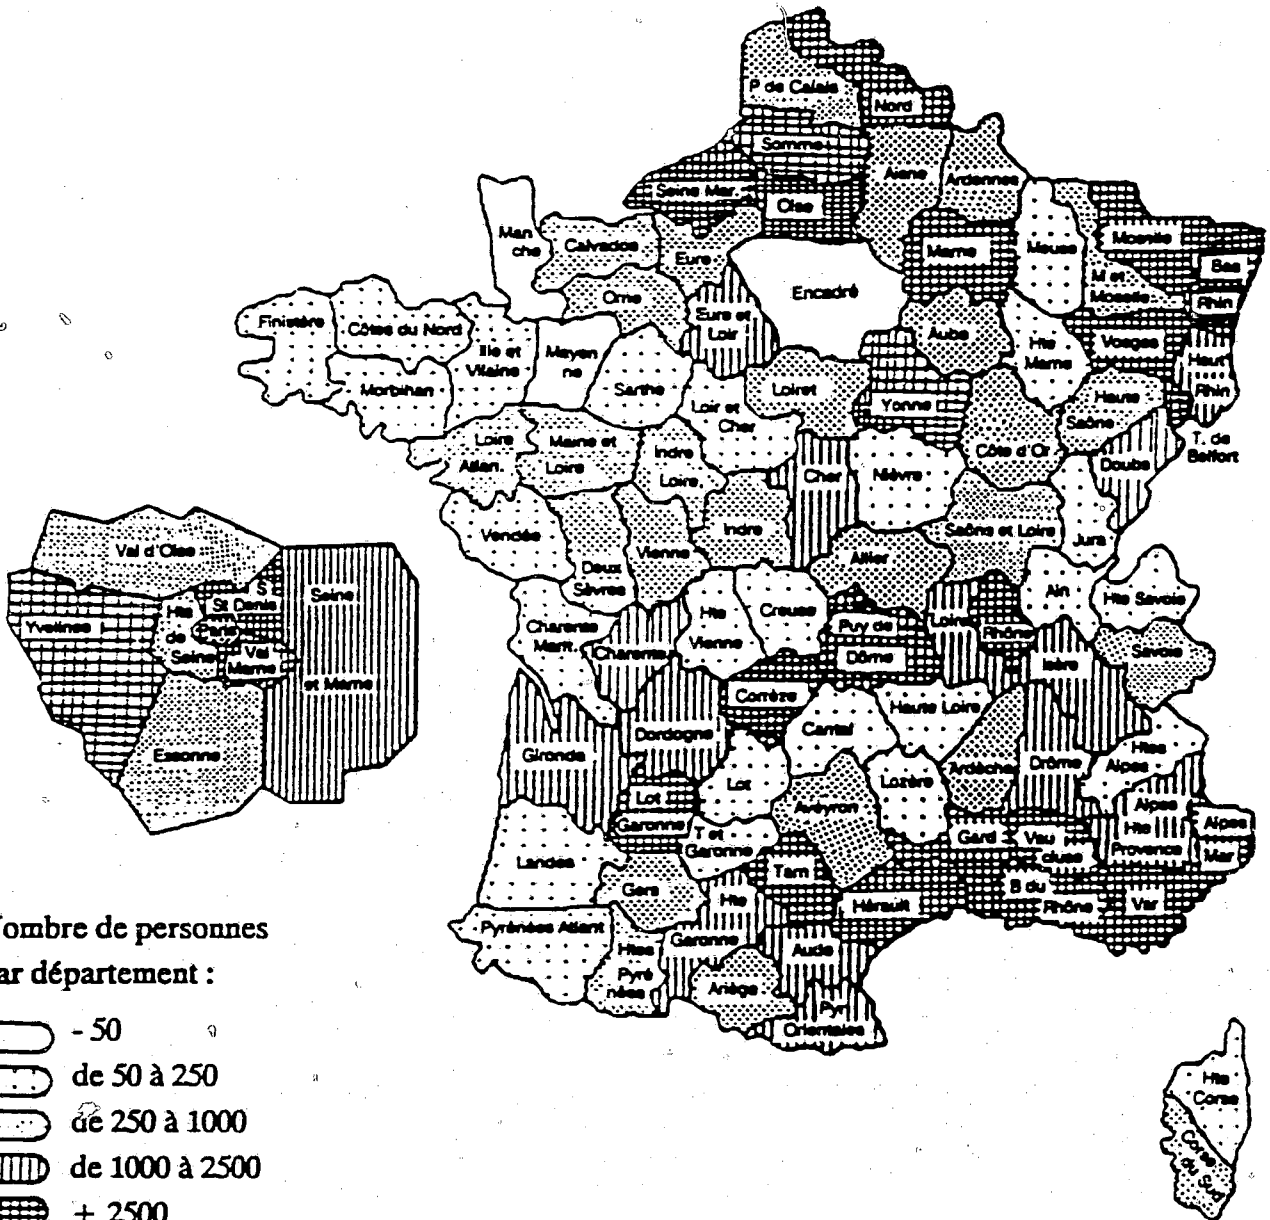 P de Calais
Nord
Somme
Seine Mar.
Oise
Aisne
Ardennes
Man
che
Calvados
Eure
Orne
Encadré
Marne
Meuse
Moselle
M et
Moselle
Bas
Rhin
Vosges
Haut
Rhin
Finistère
Côtes du Nord
Ille et
Vilaine
Morbihan
Mayen
ne
Sarthe
Eure et
Loir
Loir et
Cher
Loiret
Yonne
Aube
Hte
Marne
Haute
Saône
T. de
Belfort
Doubs
Côte d'Or
Nièvre
Cher
Loire
Atlan.
Maine et
Loire
Indre
Loire
Vendée
Deux
Sèvres
Vienne
Indre
Allier
Saône et Loire
Jura
Ain
Hte Savoie
Savoie
Charente
Marit.
Charente
Hte
Vienne
Creuse
Puy de
Dôme
Loire
Rhône
Isère
Corrèze
Dordogne
Gironde
Cantal
Haute Loire
Ardèche
Drôme
Htes
Alpes
Lot
Garonne
Lot
Aveyron
Lozère
Alpes
Hte
Provence
Alpes
Mar
Landes
T et
Garonne
Tarn
Gard
Vau
cluse
Gers
Hte
Garonne
Hérault
B du
Rhône
Var
Pyrénées Atlant
Htes
Pyré
nées
Ariège
Aude
Pyr
Orientales
Hte
Corse
Corse
du Sud
Val d'Oise
Yvelines
Hts
de
Seine
S
St Denis
Paris
Val
Marne
Seine
et Marne
Essonne
ombre de personnes
ar département :
- 50
de 50 à 250
de 250 à 1000
de 1000 à 2500
+ 2500